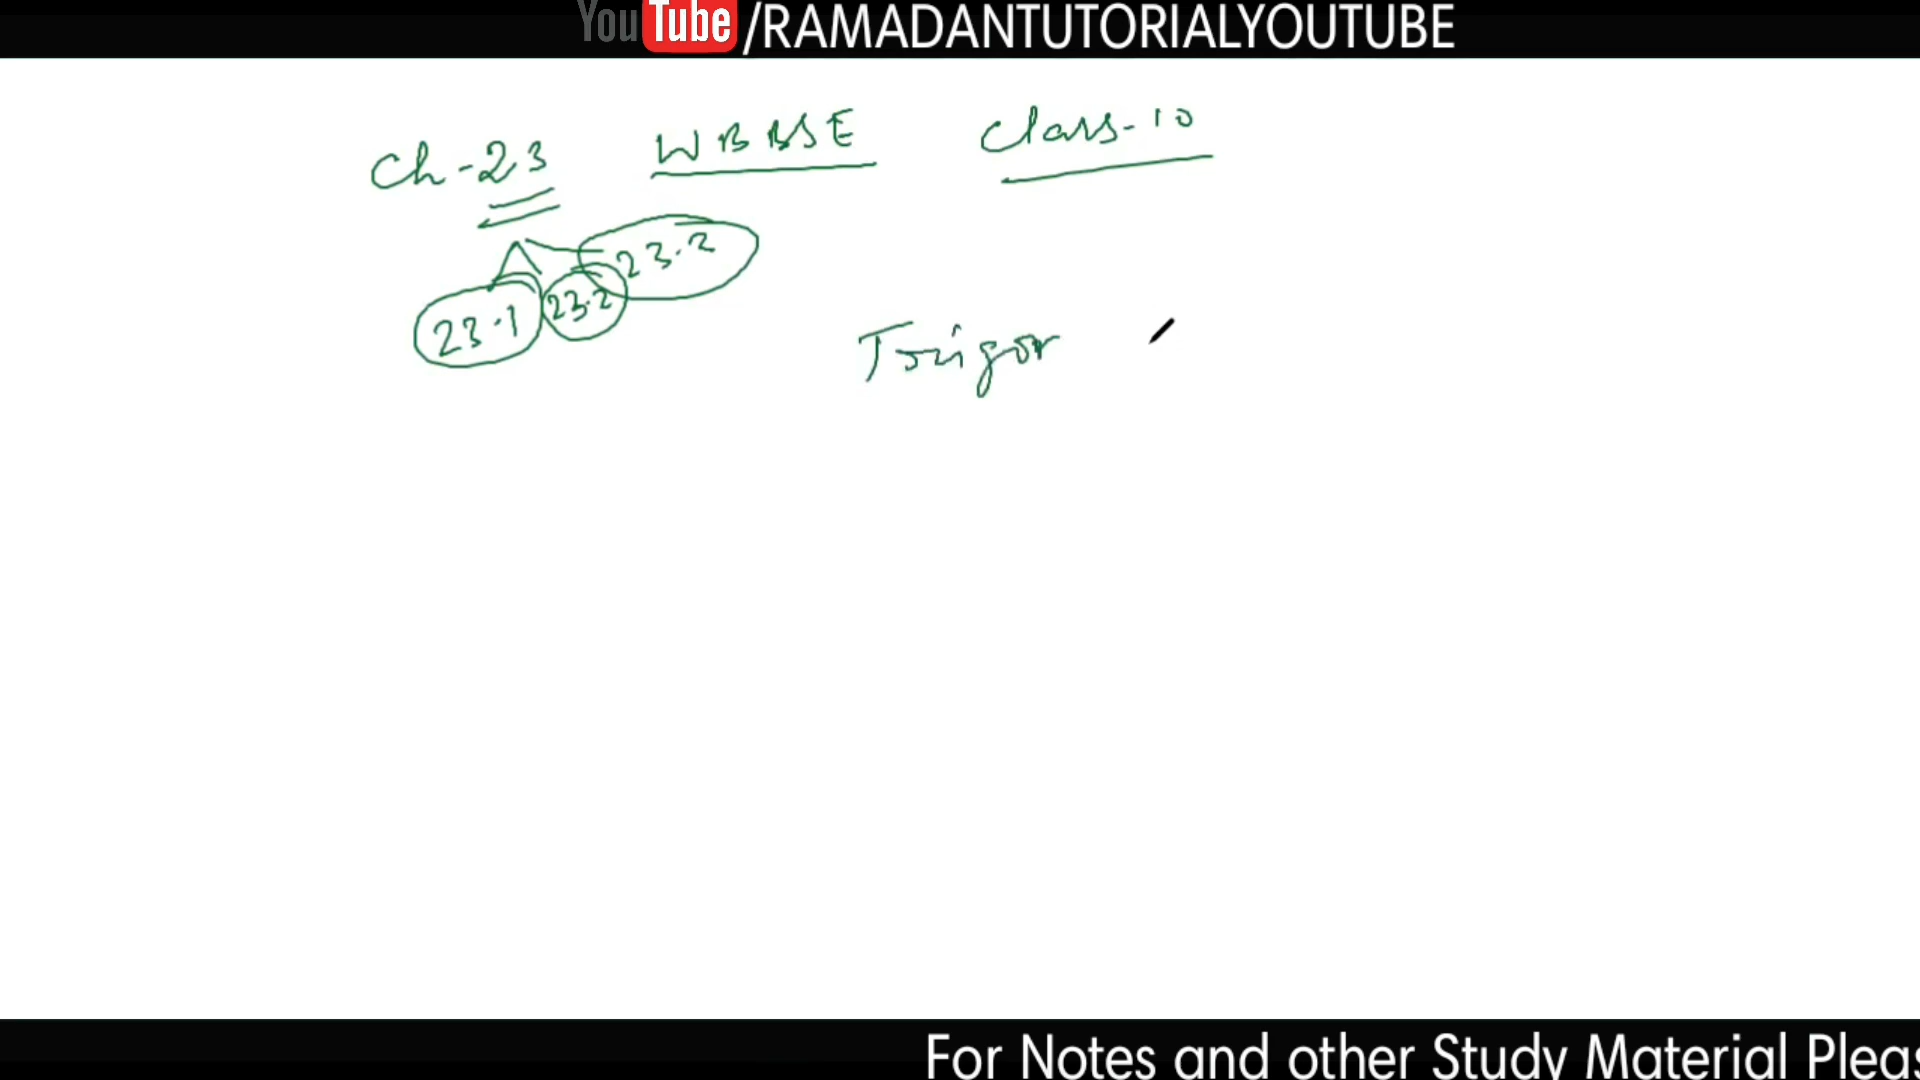 YouTube/RAMADANTUTORIALYOUTUBE
Ch-23 WBBSE Class-10
23.2
23.1 23.2
Trigor
For Notes and other Study Material Pleas